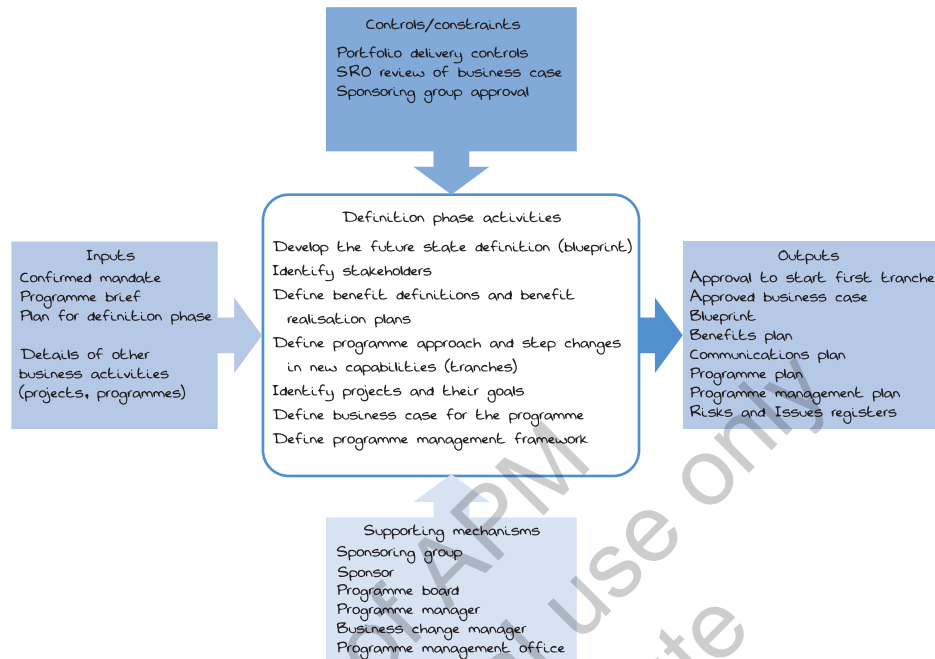 Controls/constraints
Portfolio delivery controls
SRO review of business case
Sponsoring group approval
Inputs
Confirmed mandate
Programme brief
Plan for definition phase
Details of other
business activities
(projects, programmes)
Definition phase activities
Develop the future state definition (blueprint)
Identify stakeholders
Define benefit definitions and benefit
realisation plans
Define programme approach and step changes
in new capabilities (tranches)
Identify projects and their goals
Define business case for the programme
Define programme management framework
Outputs
Approval to start first tranche
Approved business case
Blueprint
Benefits plan
Communications plan
Programme plan
Programme management plan
Risks and Issues registers
Supporting mechanisms
Sponsoring group
Sponsor
Programme board
Programme manager
Business change manager
Programme management office
of APM
use only